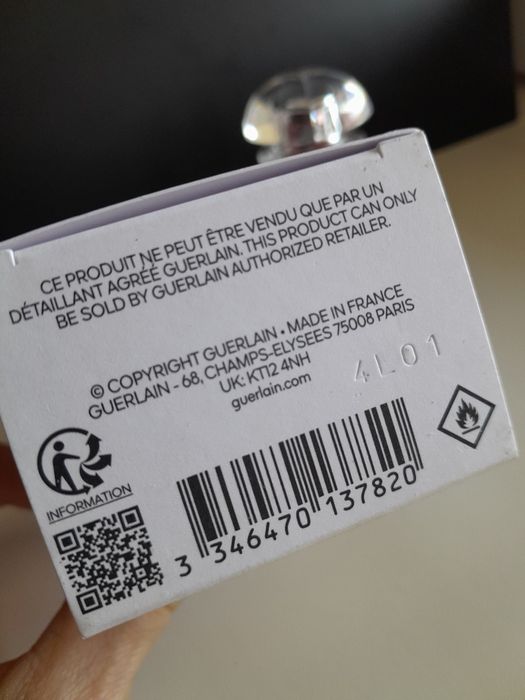 CE PRODUIT NE PEUT ÊTRE VENDU QUE PAR UN
DÉTAILLANT AGRÉÉ GUERLAIN. THIS PRODUCT CAN ONLY
BE SOLD BY GUERLAIN AUTHORIZED RETAILER.
© COPYRIGHT GUERLAIN • MADE IN FRANCE
GUERLAIN - 68, CHAMPS-ELYSEES 75008 PARIS
UK: KT12 4NH
guerlain.com
4L01
INFORMATION
3 346470 137820